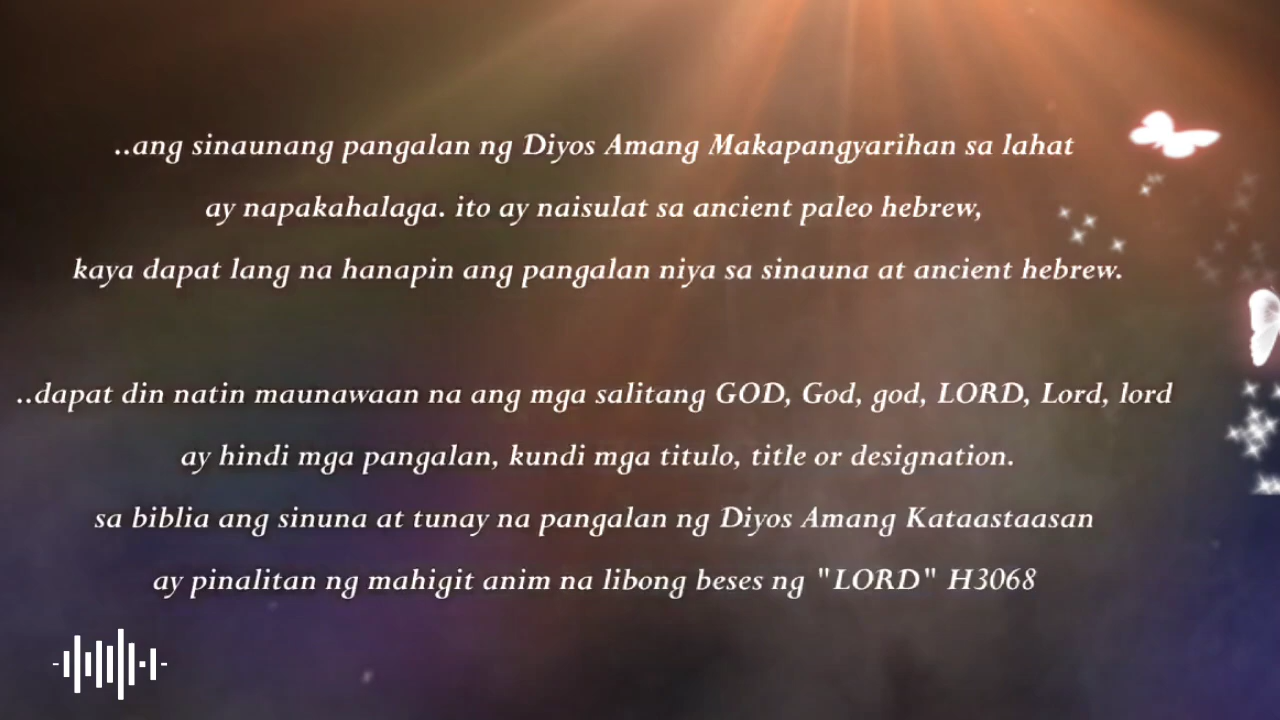 ..ang sinaunang pangalan ng Diyos Amang Makapangyarihan sa lahat
ay napakahalaga. ito ay naisulat sa ancient paleo hebrew,
kaya dapat lang na hanapin ang pangalan niya sa sinauna at ancient hebrew.
..dapat din natin maunawaan na ang mga salitang GOD, God, god, LORD, Lord, lord
ay hindi mga pangalan, kundi mga titulo, title or designation.
sa biblia ang sinuna at tunay na pangalan ng Diyos Amang Kataastaasan
ay pinalitan ng mahigit anim na libong beses ng "LORD" H3068